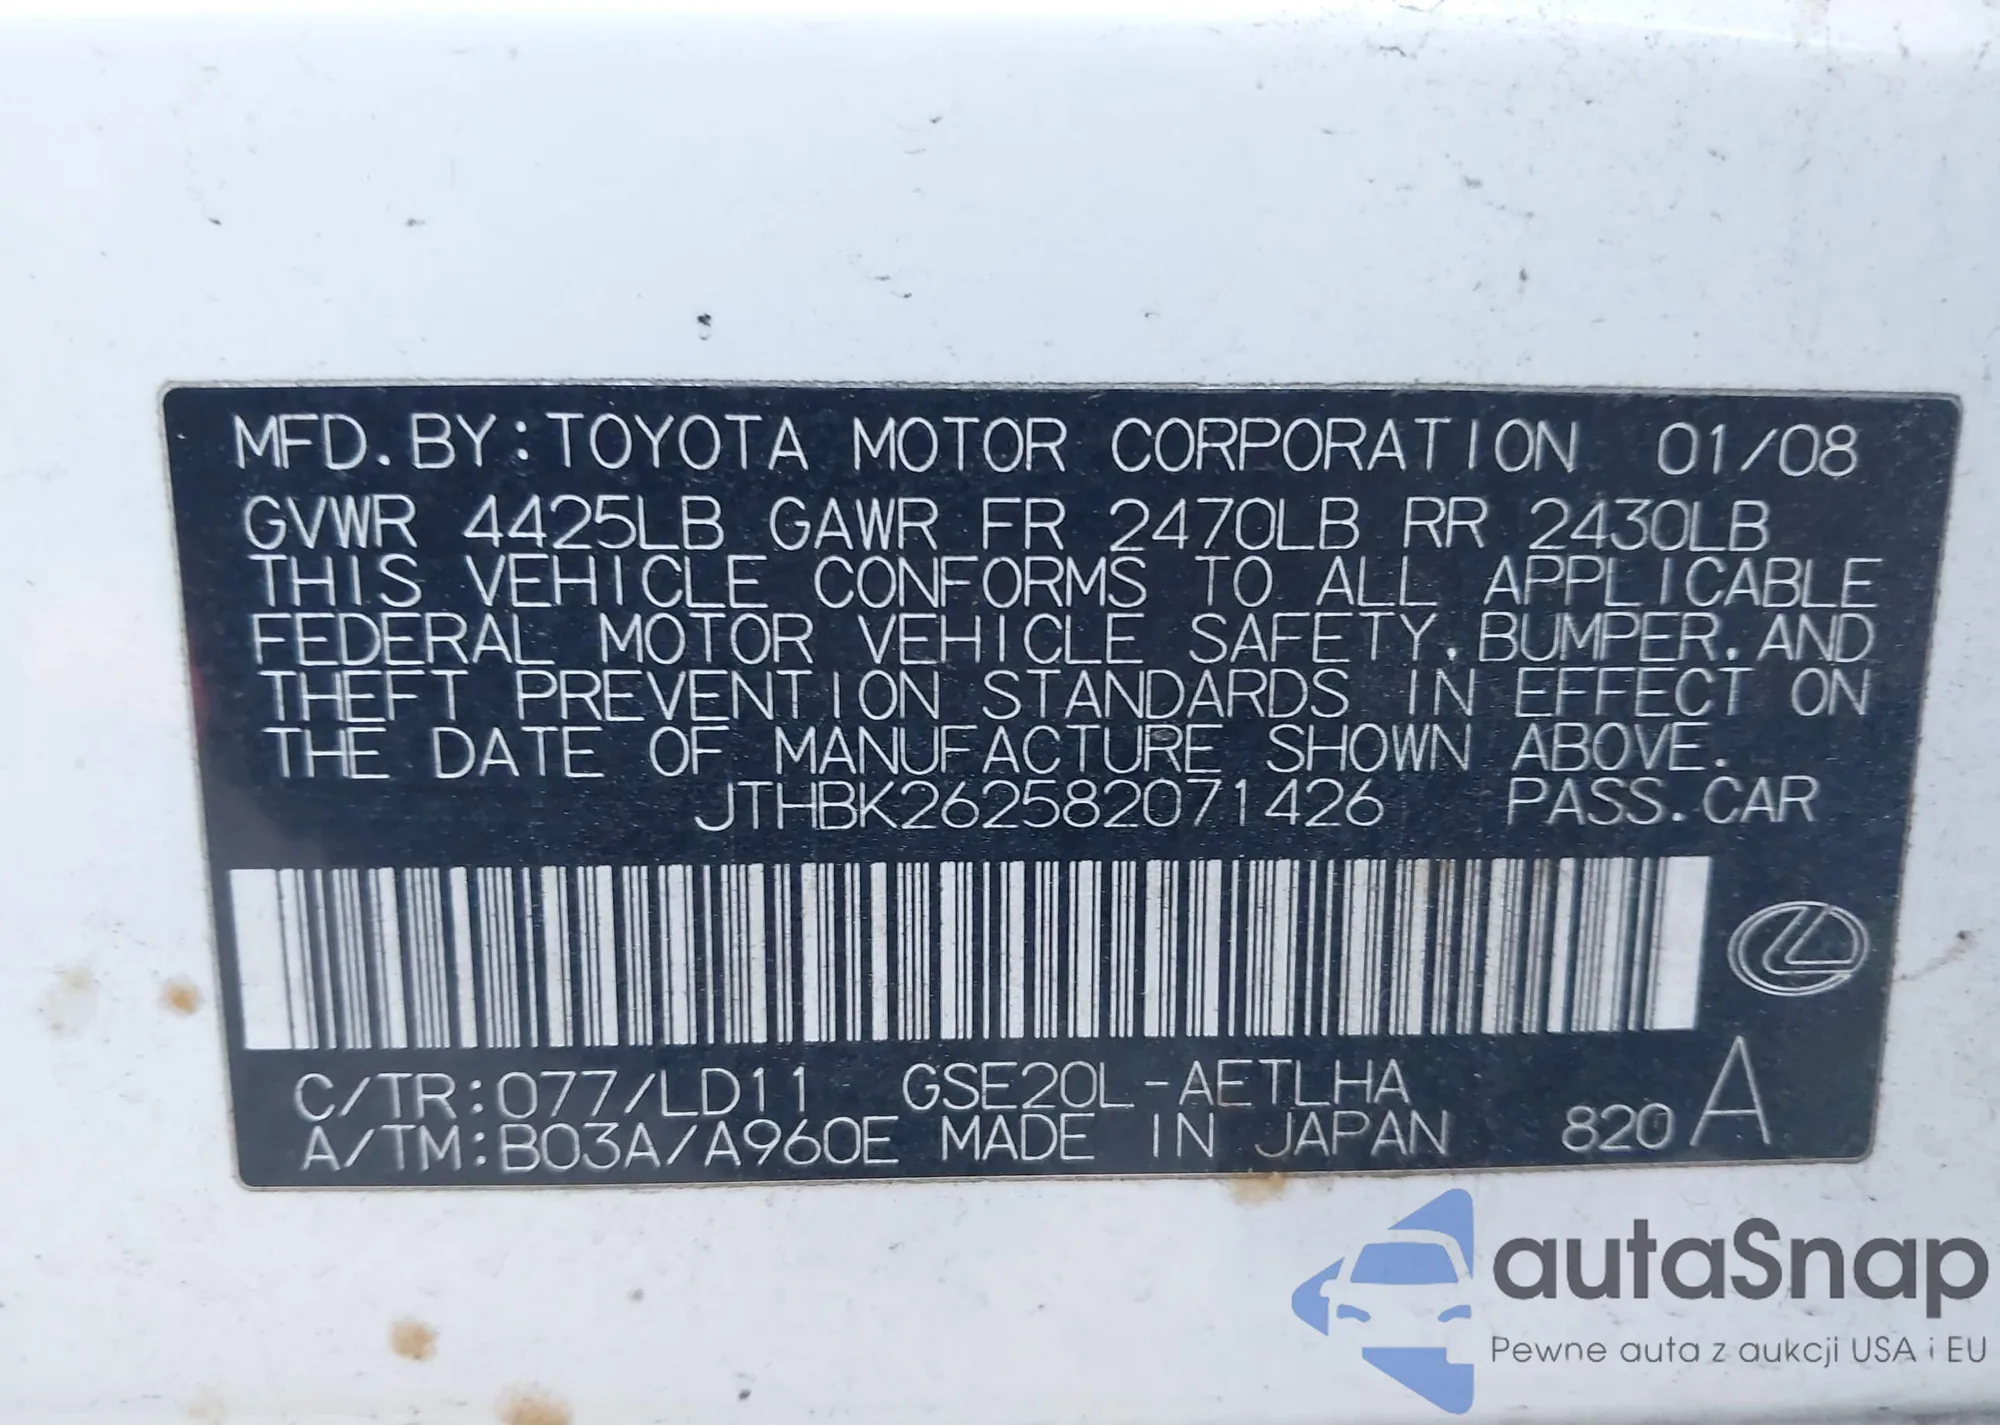 MFD.BY:TOYOTA MOTOR CORPORATION 01/08
GVWR 4425LB GAWR FR 2470LB RR 2430LB
THIS VEHICLE CONFORMS TO ALL APPLICABLE
FEDERAL MOTOR VEHICLE SAFETY,BUMPER,AND
THEFT PREVENTION STANDARDS IN EFFECT ON
THE DATE OF MANUFACTURE SHOWN ABOVE.
JTHBK262582071426 PASS.CAR
C/TR:077/LD11 GSE20L-AETLHA
A/TM:B03A/A960E MADE IN JAPAN 820 A
autaSnap
Pewne auta z aukcji USA i EU